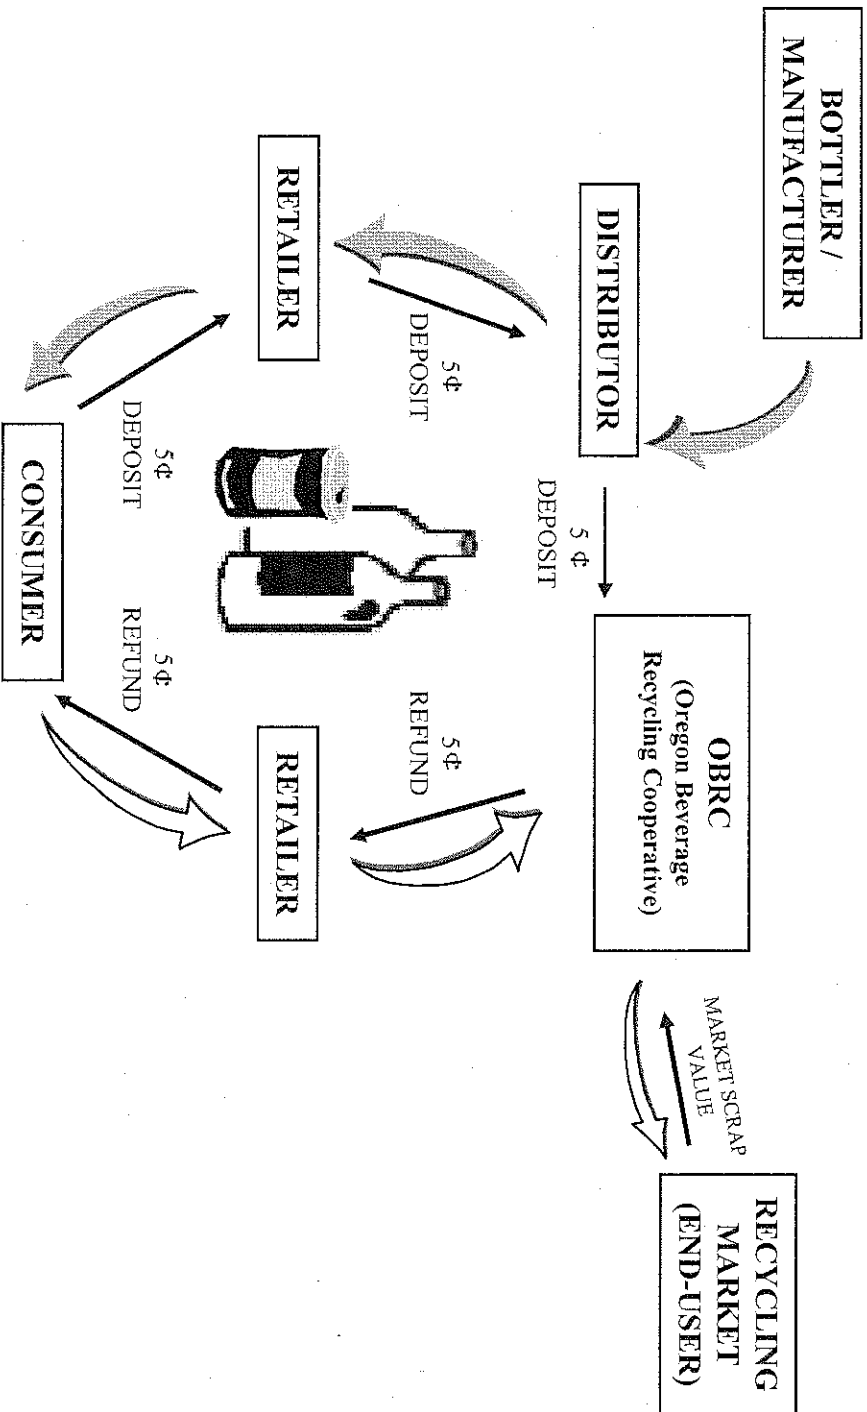 BOTTLER /
MANUFACTURER
DISTRIBUTOR
5 ¢
DEPOSIT
OBRC
(Oregon Beverage
Recycling Cooperative)
MARKET SCRAP
VALUE
RECYCLING
MARKET
(END-USER)
5¢
DEPOSIT
5¢
REFUND
RETAILER
RETAILER
5¢
DEPOSIT
5¢
REFUND
CONSUMER